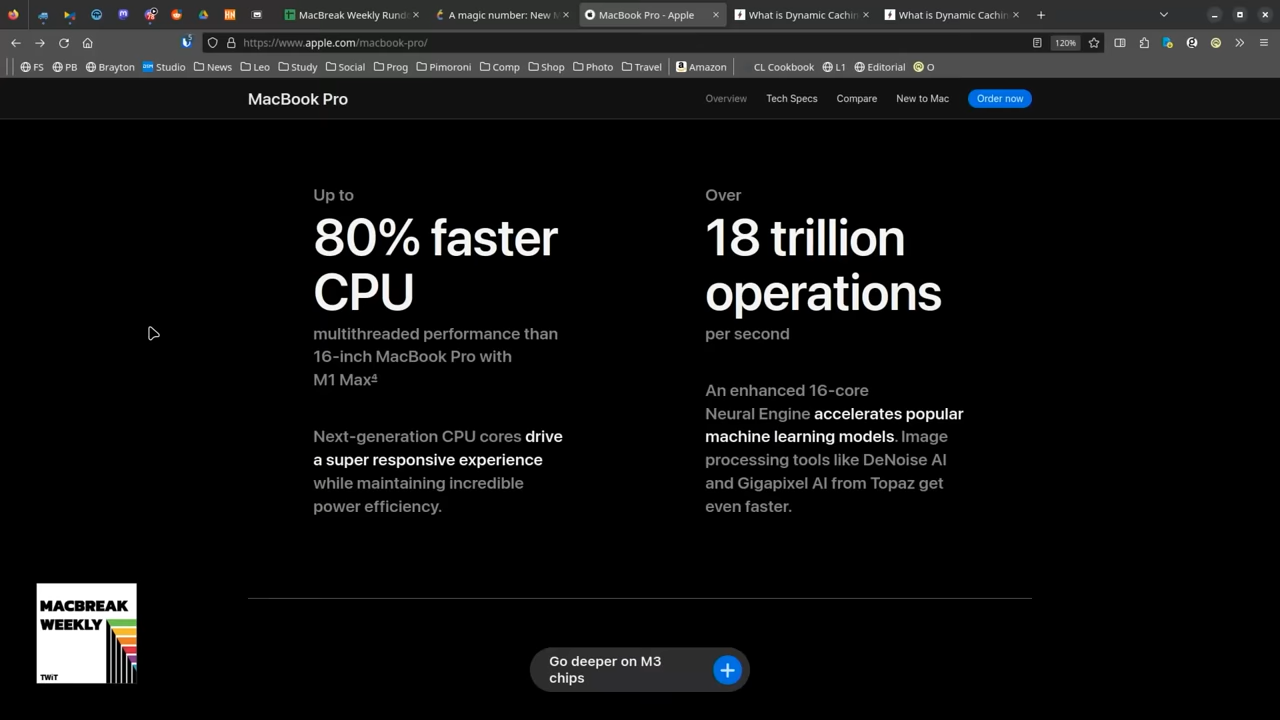 MacBreak Weekly Runde
A magic number: New M
MacBook Pro - Apple
What is Dynamic Cachin
What is Dynamic Cachin
https://www.apple.com/macbook-pro/
120%
FS
PB
Brayton
Studio
News
Leo
Study
Social
Prog
Pimoroni
Comp
Shop
Photo
Travel
Amazon
CL Cookbook
L1
Editorial
O
MacBook Pro
Overview
Tech Specs
Compare
New to Mac
Order now
Up to
80% faster
CPU
multithreaded performance than
16-inch MacBook Pro with
M1 Max⁴
Next-generation CPU cores drive
a super responsive experience
while maintaining incredible
power efficiency.
Over
18 trillion
operations
per second
An enhanced 16-core
Neural Engine accelerates popular
machine learning models. Image
processing tools like DeNoise AI
and Gigapixel AI from Topaz get
even faster.
MACBREAK
WEEKLY
TWiT
Go deeper on M3
chips